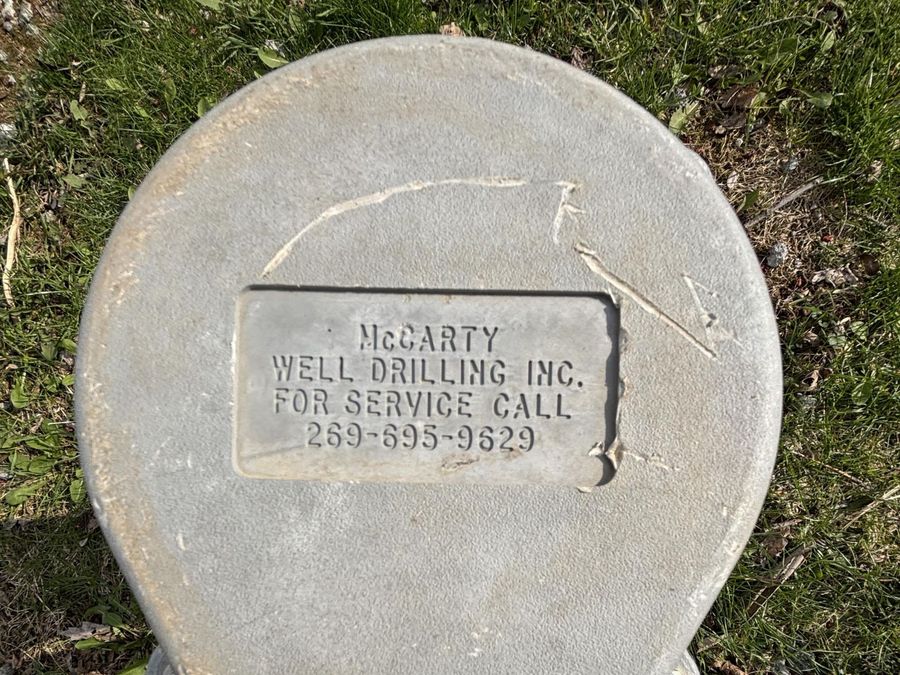 McCARTY
WELL DRILLING INC.
FOR SERVICE CALL
269-695-9629